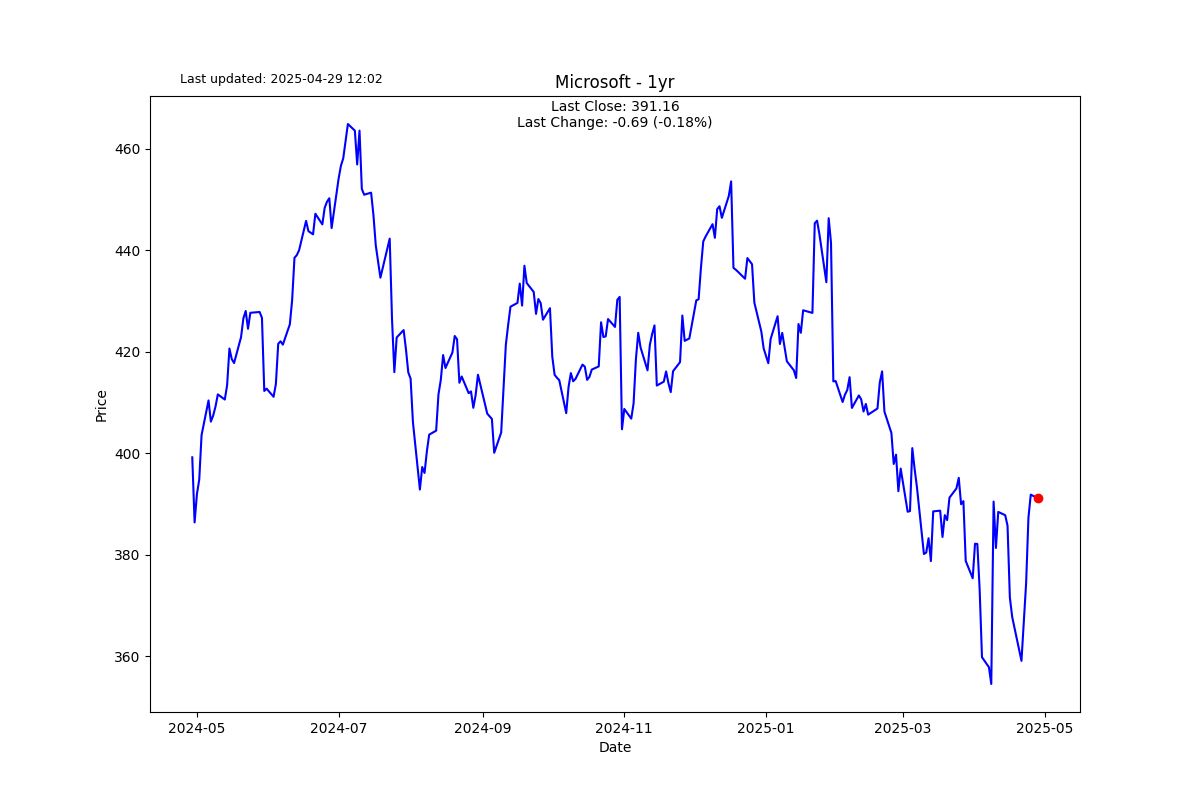 Last updated: 2025-04-29 12:02
Microsoft - 1yr
Last Close: 391.16
Last Change: -0.69 (-0.18%)
Price
460
440
420
400
380
360
2024-05
2024-07
2024-09
2024-11
2025-01
2025-03
2025-05
Date